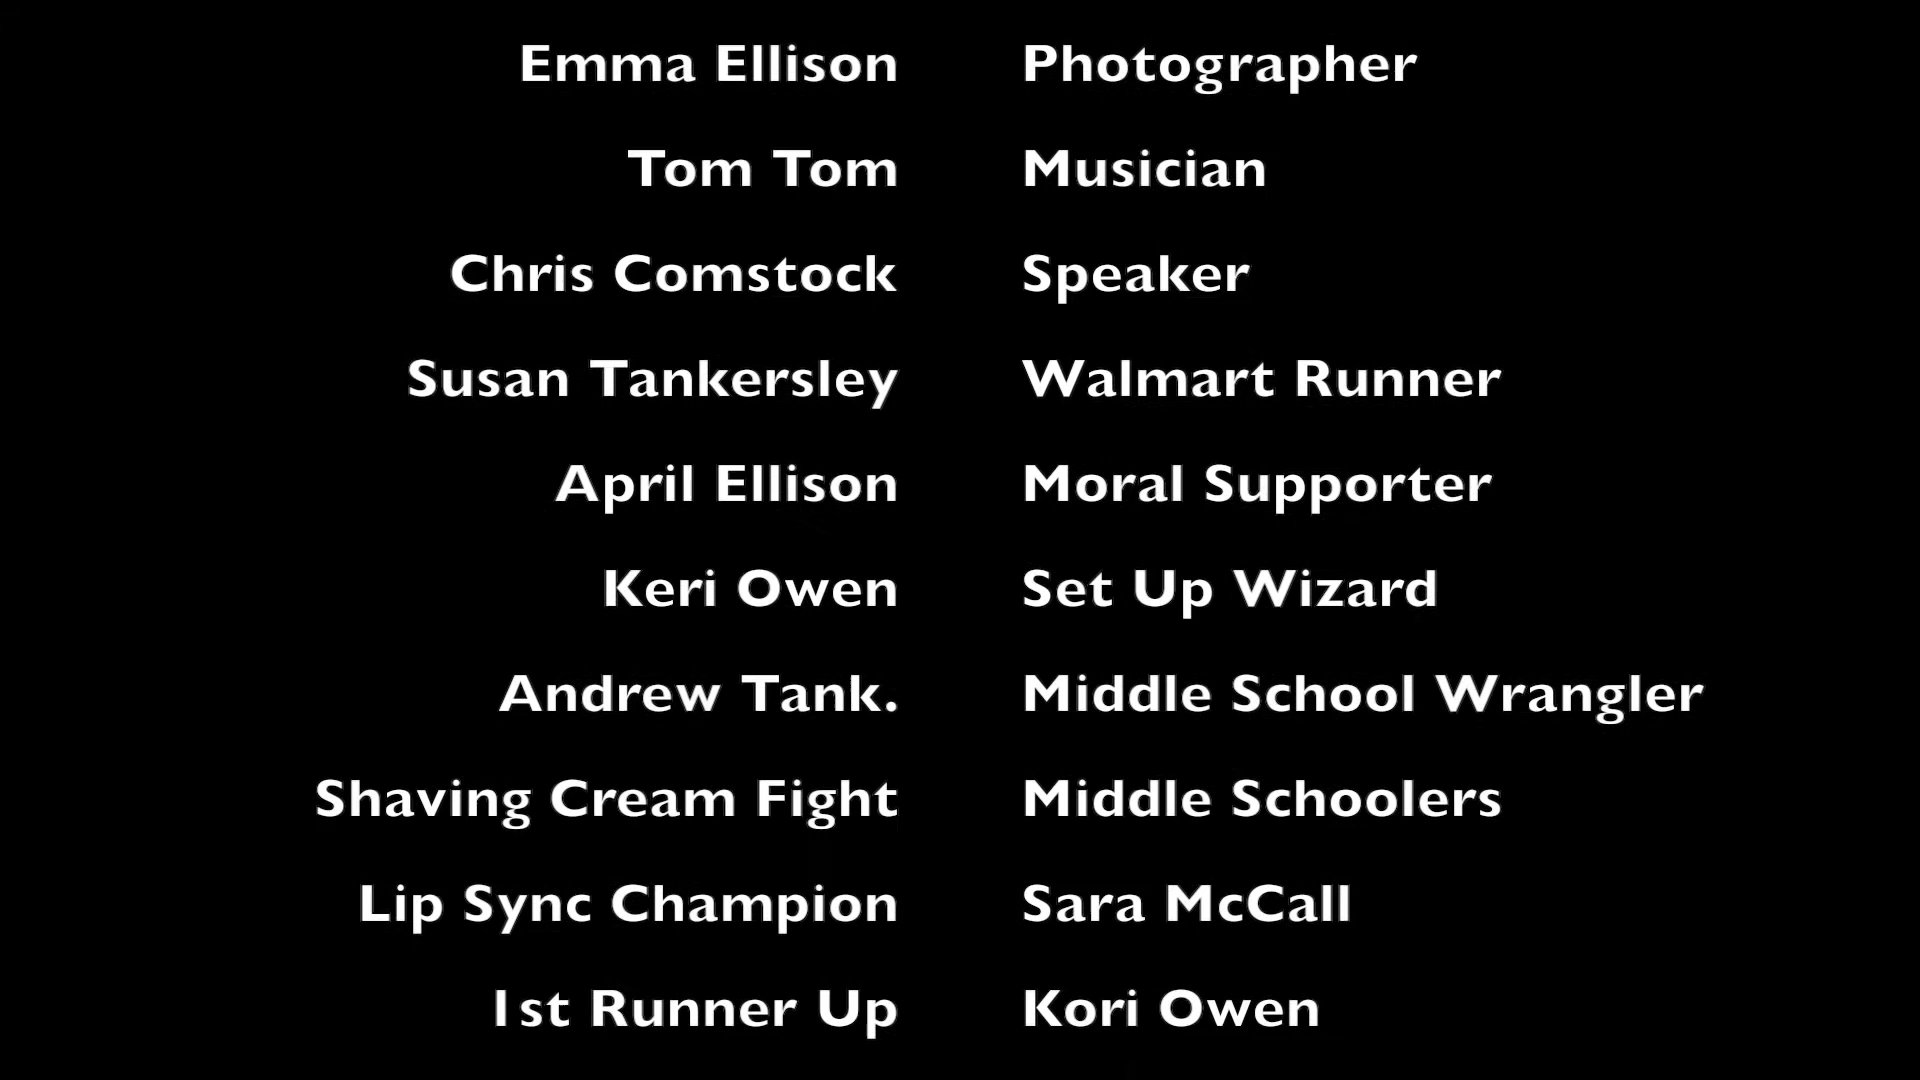 Emma Ellison Photographer
Tom Tom Musician
Chris Comstock Speaker
Susan Tankersley Walmart Runner
April Ellison Moral Supporter
Keri Owen Set Up Wizard
Andrew Tank. Middle School Wrangler
Shaving Cream Fight Middle Schoolers
Lip Sync Champion Sara McCall
1st Runner Up Kori Owen